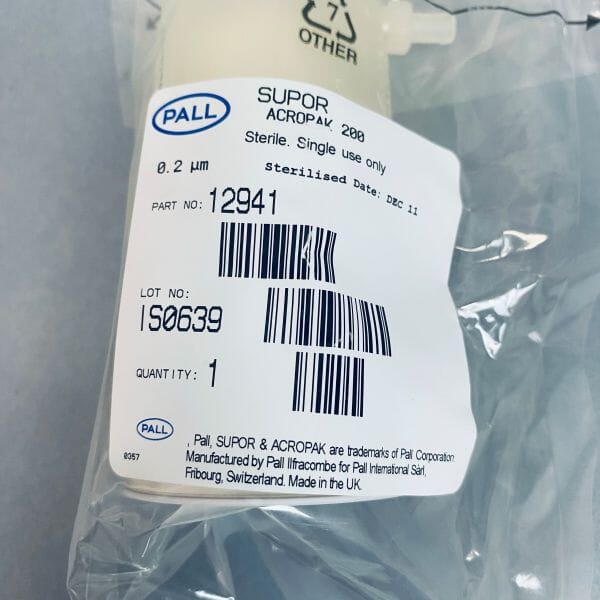 7
OTHER
PALL
SUPOR
ACROPAK 200
Sterile. Single use only
0.2 µm
Sterilised Date: DEC 11
PART NO: 12941
LOT NO:
IS0639
QUANTITY: 1
PALL
0357
, Pall, SUPOR & ACROPAK are trademarks of Pall Corporation.
Manufactured by Pall Ilfracombe for Pall International Sàrl,
Fribourg, Switzerland. Made in the UK.